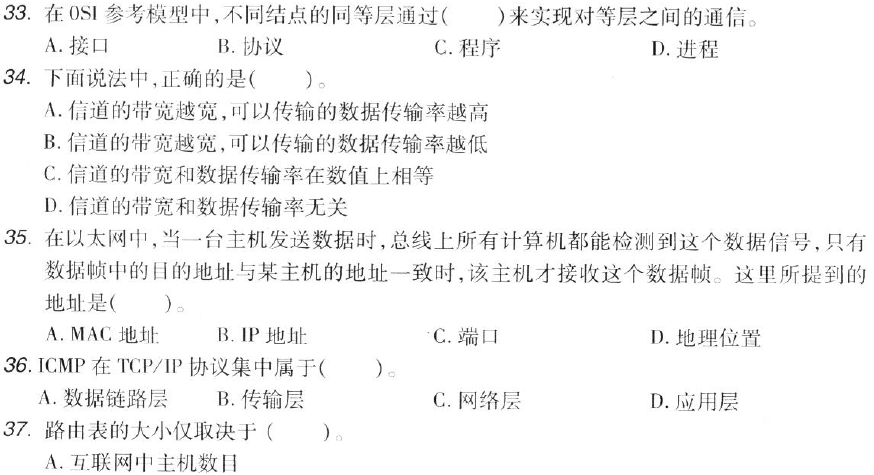 33. 在 OSI 参考模型中,不同结点的同等层通过(  )来实现对等层之间的通信。
A. 接口 B. 协议 C. 程序 D. 进程
34. 下面说法中,正确的是(  )。
A. 信道的带宽越宽,可以传输的数据传输率越高
B. 信道的带宽越宽,可以传输的数据传输率越低
C. 信道的带宽和数据传输率在数值上相等
D. 信道的带宽和数据传输率无关
35. 在以太网中,当一台主机发送数据时,总线上所有计算机都能检测到这个数据信号,只有
数据帧中的目的地址与某主机的地址一致时,该主机才接收这个数据帧。这里所提到的
地址是(  )。
A. MAC 地址 B. IP 地址 C. 端口 D. 地理位置
36. ICMP 在 TCP/IP 协议集中属于(  )。
A. 数据链路层 B. 传输层 C. 网络层 D. 应用层
37. 路由表的大小仅取决于 (  )。
A. 互联网中主机数目